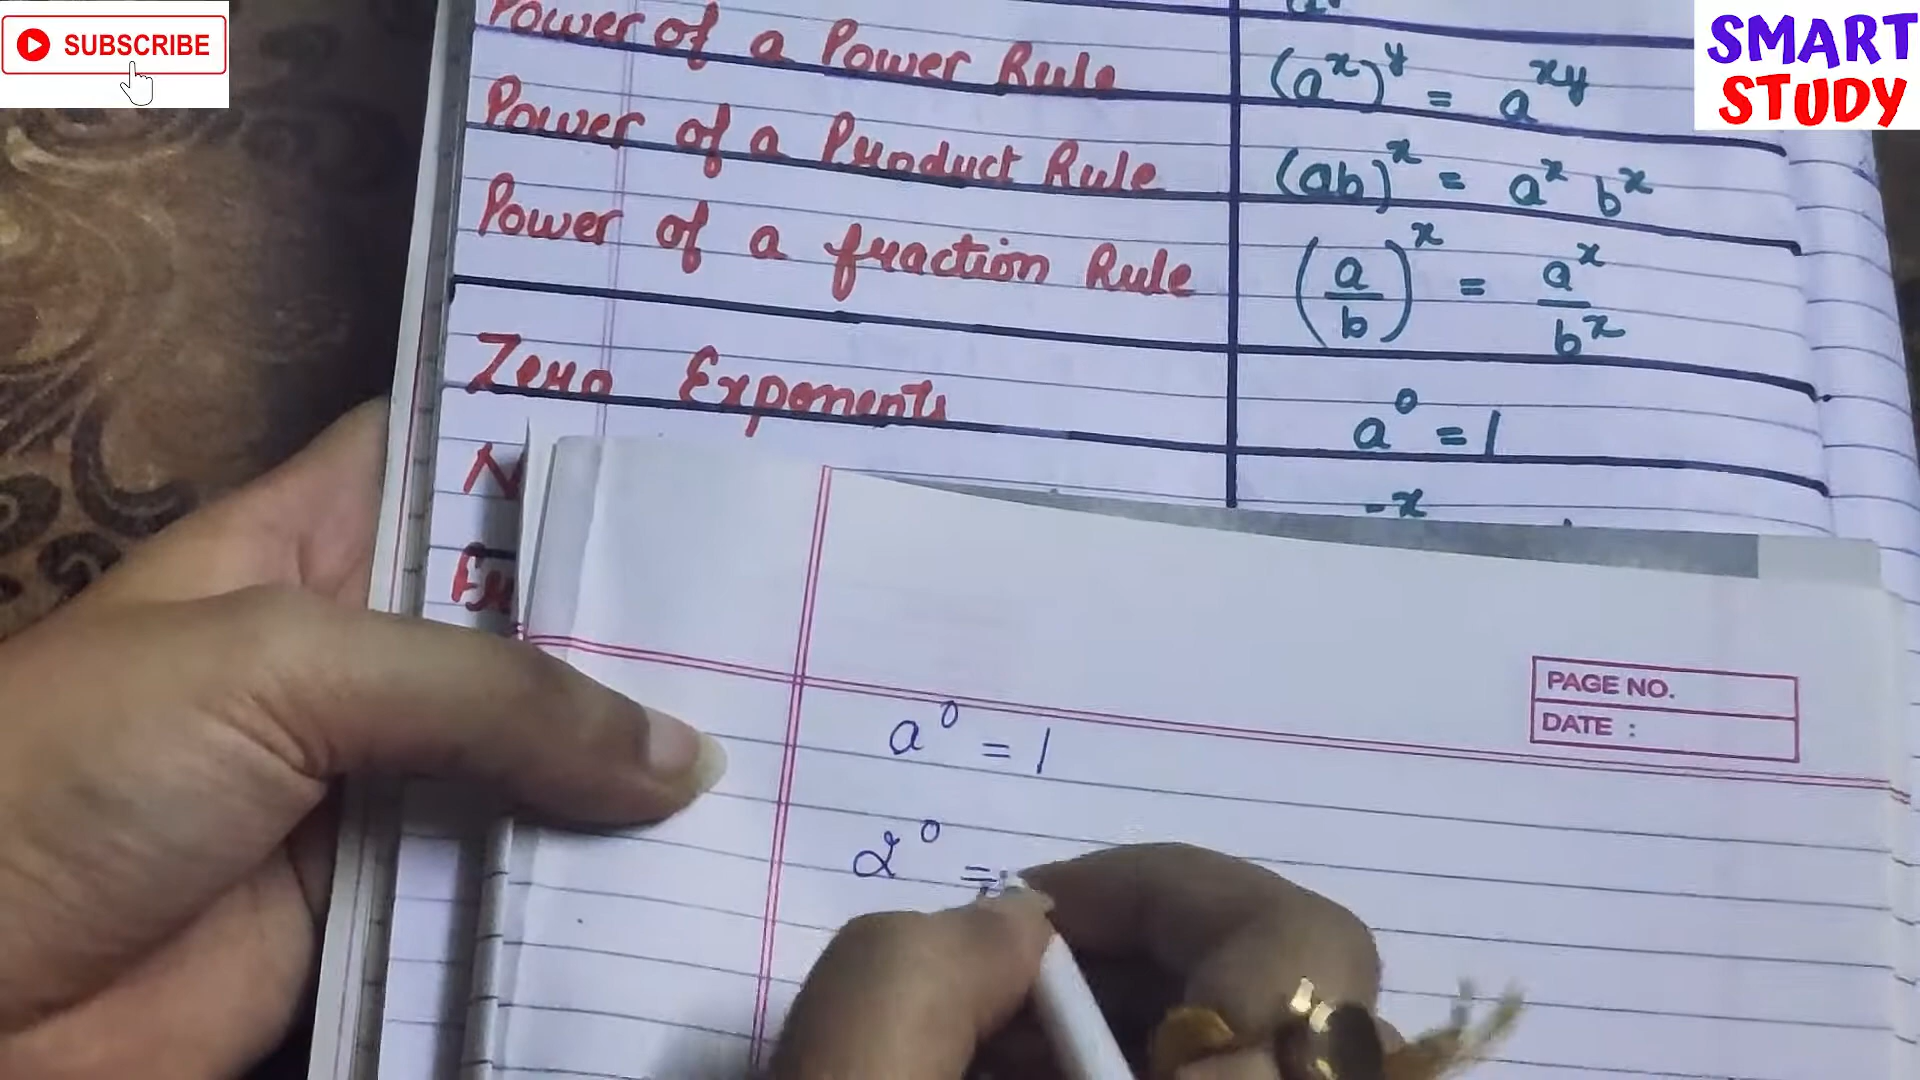 SUBSCRIBE
SMART
STUDY
Power of a Power Rule (a^x)^y = a^xy
Power of a Product Rule (ab)^x = a^x b^x
Power of a fraction Rule (a/b)^x = a^x/b^x
Zero Exponents a^0 = 1
N -x
PAGE NO.
DATE :
a^0 = 1
2^0 =